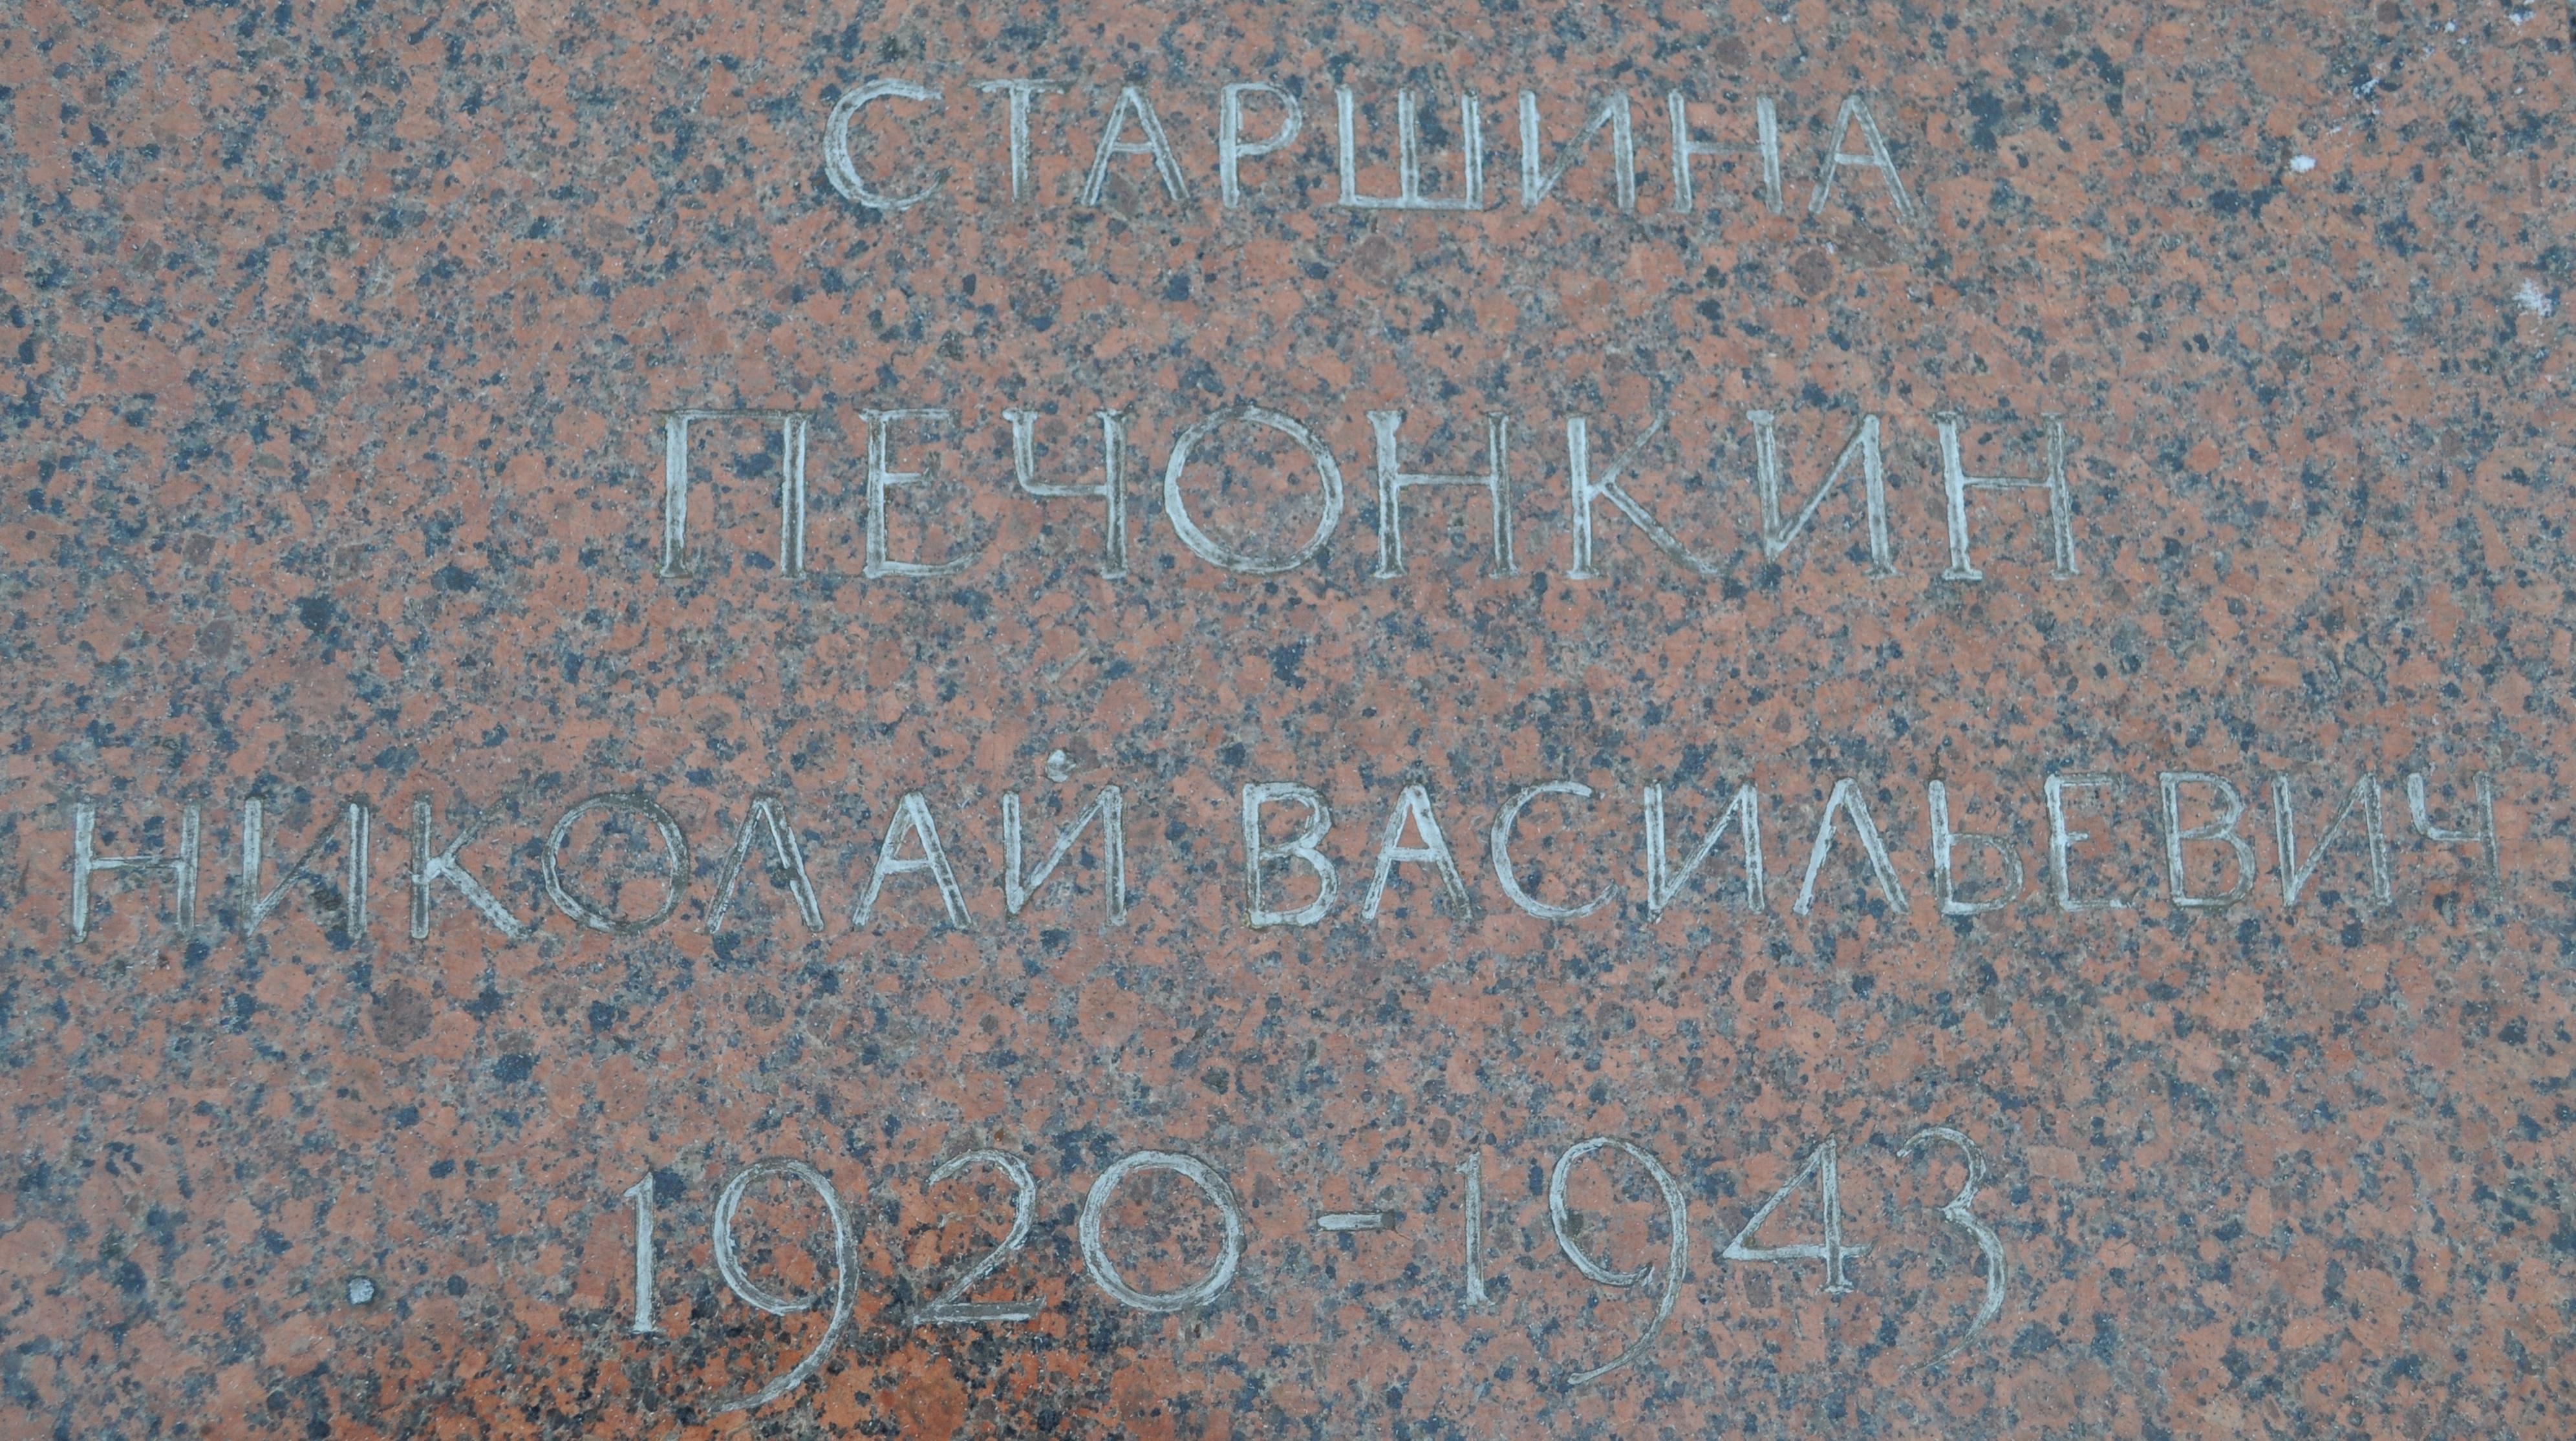 СТАРШИНА
ПЕЧОНКИН
НИКОЛАЙ ВАСИЛЬЕВИЧ
1920-1943